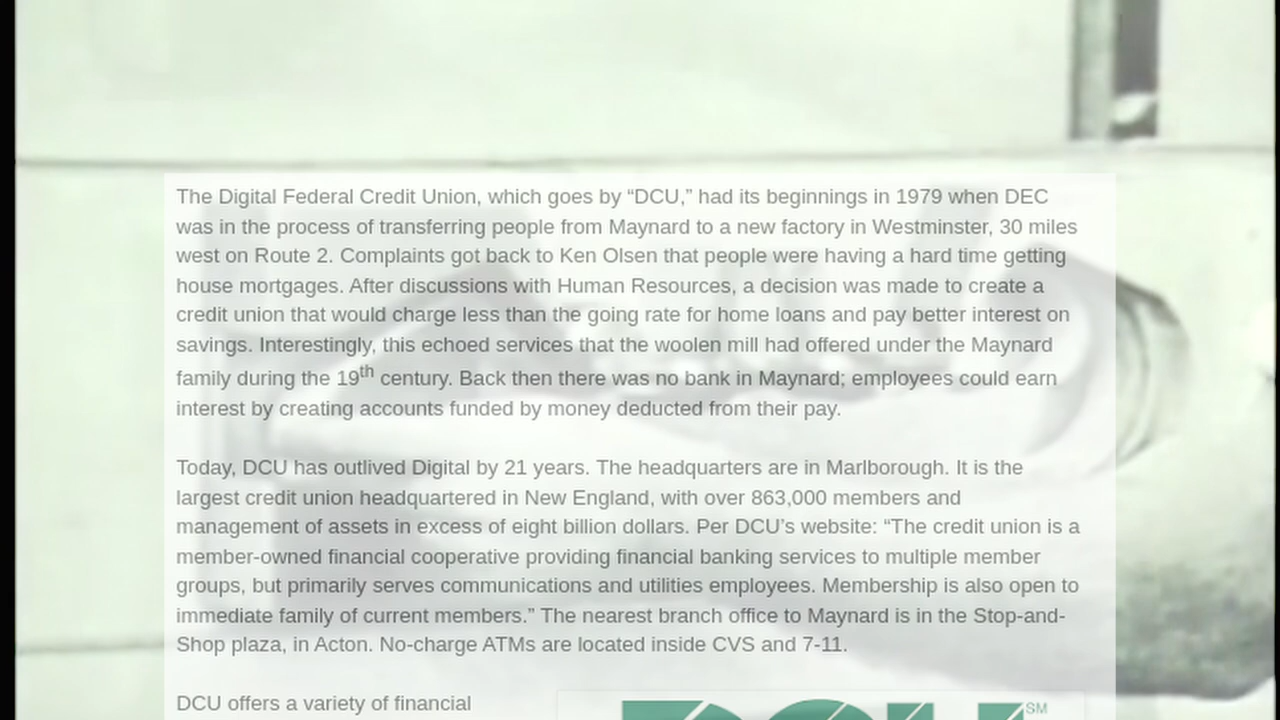 The Digital Federal Credit Union, which goes by “DCU,” had its beginnings in 1979 when DEC
was in the process of transferring people from Maynard to a new factory in Westminster, 30 miles
west on Route 2. Complaints got back to Ken Olsen that people were having a hard time getting
house mortgages. After discussions with Human Resources, a decision was made to create a
credit union that would charge less than the going rate for home loans and pay better interest on
savings. Interestingly, this echoed services that the woolen mill had offered under the Maynard
family during the 19th century. Back then there was no bank in Maynard; employees could earn
interest by creating accounts funded by money deducted from their pay.
Today, DCU has outlived Digital by 21 years. The headquarters are in Marlborough. It is the
largest credit union headquartered in New England, with over 863,000 members and
management of assets in excess of eight billion dollars. Per DCU’s website: “The credit union is a
member-owned financial cooperative providing financial banking services to multiple member
groups, but primarily serves communications and utilities employees. Membership is also open to
immediate family of current members.” The nearest branch office to Maynard is in the Stop-and-
Shop plaza, in Acton. No-charge ATMs are located inside CVS and 7-11.
DCU offers a variety of financial
DCU SM